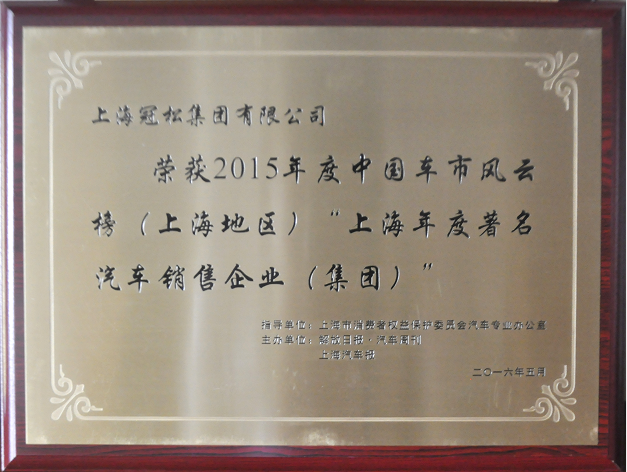 上海冠松集团有限公司
荣获2015年度中国车市风云
榜（上海地区）“上海年度著名
汽车销售企业（集团）”
指导单位：上海市消费者权益保护委员会汽车专业办公室
主办单位：解放日报·汽车周刊
上海汽车报
二〇一六年五月